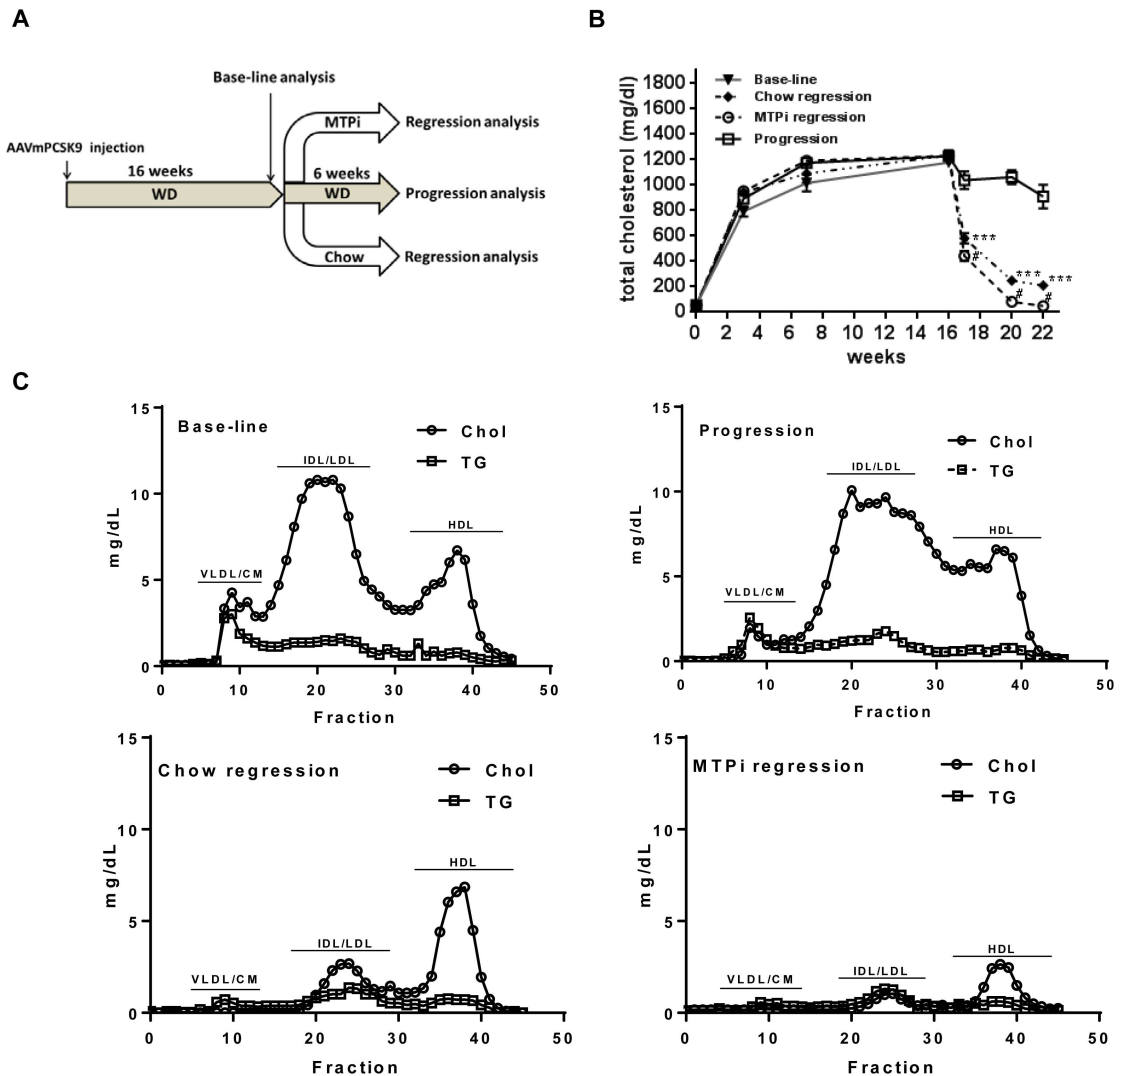 A
Base-line analysis
MTPi
Regression analysis
AAVmPCSK9 injection
16 weeks
6 weeks
WD
WD
Progression analysis
Chow
Regression analysis
B
total cholesterol (mg/dl)
1800
1600
1400
1200
1000
800
600
400
200
0
Base-line
Chow regression
MTPi regression
Progression
***
#
***
#
***
#
0 2 4 6 8 10 12 14 16 18 20 22
weeks
C
Base-line
Chol
TG
IDL/LDL
HDL
VLDL/CM
mg/dL
15
10
5
0
0 10 20 30 40 50
Fraction
Progression
Chol
TG
IDL/LDL
HDL
VLDL/CM
mg/dL
15
10
5
0
0 10 20 30 40 50
Fraction
Chow regression
Chol
TG
HDL
IDL/LDL
VLDL/CM
mg/dL
15
10
5
0
0 10 20 30 40 50
Fraction
MTPi regression
Chol
TG
HDL
IDL/LDL
VLDL/CM
mg/dL
15
10
5
0
0 10 20 30 40 50
Fraction